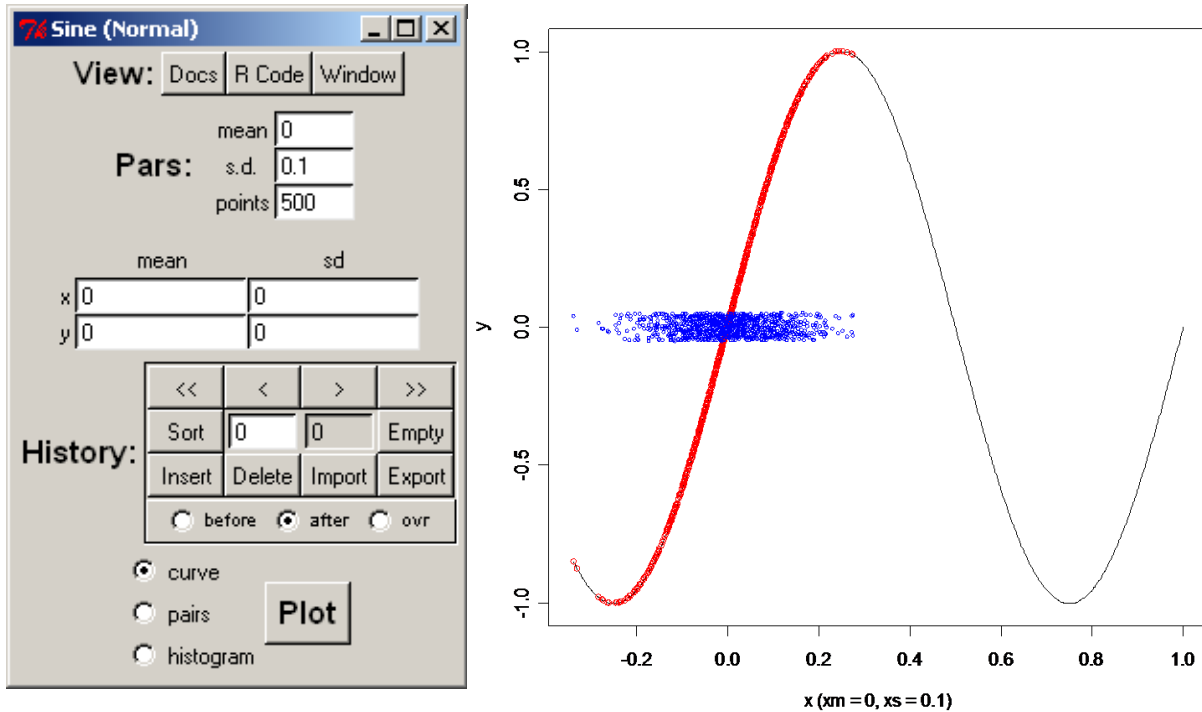 Sine (Normal)
View: Docs R Code Window
mean 0
Pars: s.d. 0.1
points 500
mean sd
x 0 0
y 0 0
<< < > >>
Sort 0 0 Empty
History:
Insert Delete Import Export
before after ovr
curve
pairs
histogram
Plot
1.0
0.5
0.0
-0.5
-1.0
y
-0.2 0.0 0.2 0.4 0.6 0.8 1.0
x (xm = 0, xs = 0.1)